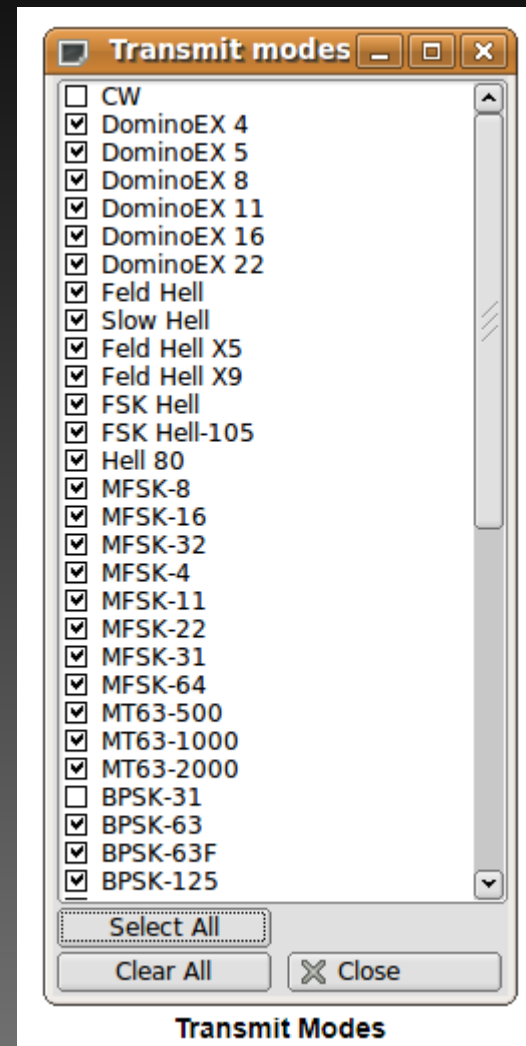 Transmit modes
CW
DominoEX 4
DominoEX 5
DominoEX 8
DominoEX 11
DominoEX 16
DominoEX 22
Feld Hell
Slow Hell
Feld Hell X5
Feld Hell X9
FSK Hell
FSK Hell-105
Hell 80
MFSK-8
MFSK-16
MFSK-32
MFSK-4
MFSK-11
MFSK-22
MFSK-31
MFSK-64
MT63-500
MT63-1000
MT63-2000
BPSK-31
BPSK-63
BPSK-63F
BPSK-125
Select All
Clear All
Close
Transmit Modes